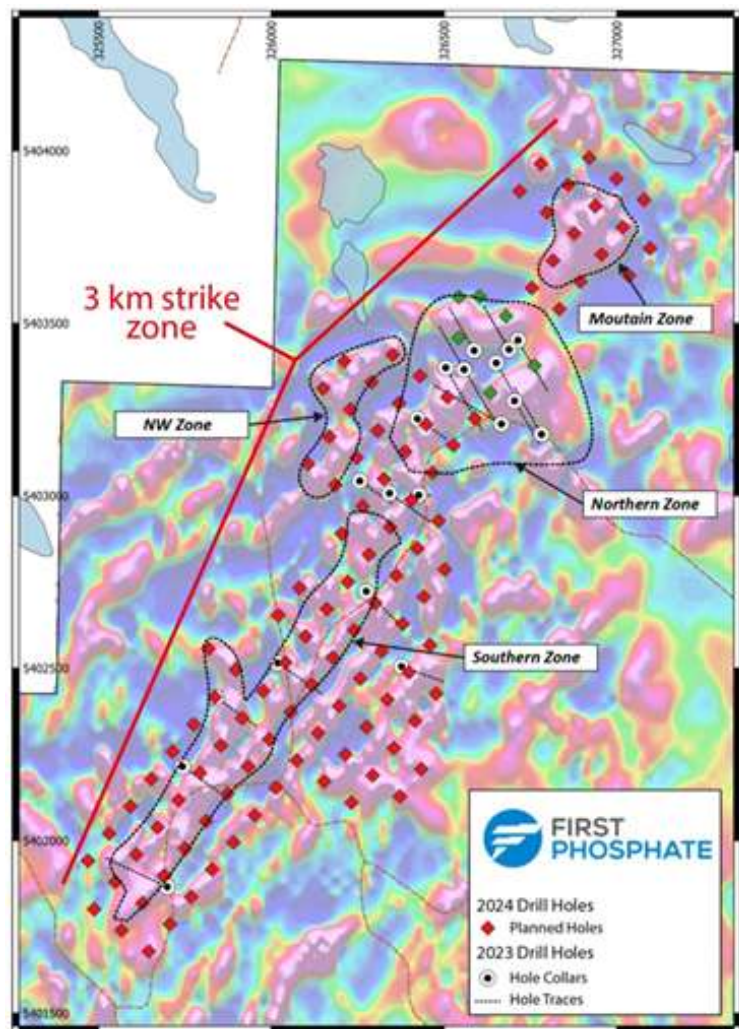 325500
326000
326500
327000
5404000
3 km strike
zone
Moutain Zone
5403500
NW Zone
5403000
Northern Zone
Southern Zone
5402500
5402000
5401500
FIRST
PHOSPHATE
2024 Drill Holes
Planned Holes
2023 Drill Holes
Hole Collars
Hole Traces